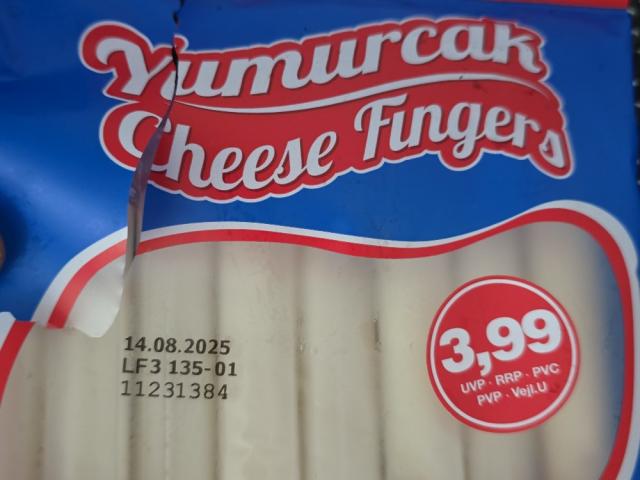 Yumurcak
Cheese Fingers
14.08.2025
LF3 135-01
11231384
3,99
UVP · RRP · PVC
PVP · Vejl.U